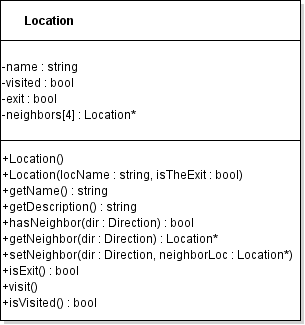 Location
-name : string
-visited : bool
-exit : bool
-neighbors[4] : Location*
+Location()
+Location(locName : string, isTheExit : bool)
+getName() : string
+getDescription() : string
+hasNeighbor(dir : Direction) : bool
+getNeighbor(dir : Direction) : Location*
+setNeighbor(dir : Direction, neighborLoc : Location*)
+isExit() : bool
+visit()
+isVisited() : bool